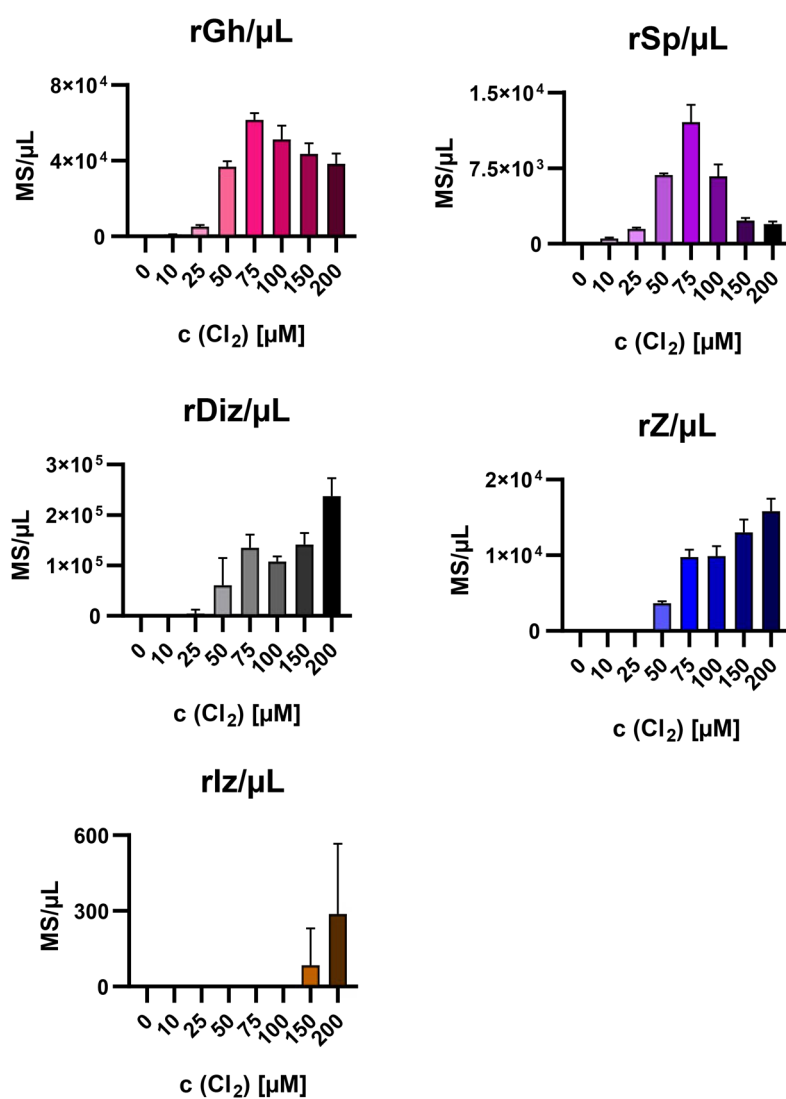 rGh/µL
8×10⁴
4×10⁴
0
MS/µL
0 10 25 50 75 100 150 200
c (Cl₂) [µM]
rSp/µL
1.5×10⁴
7.5×10³
0
MS/µL
0 10 25 50 75 100 150 200
c (Cl₂) [µM]
rDiz/µL
3×10⁵
2×10⁵
1×10⁵
0
MS/µL
0 10 25 50 75 100 150 200
c (Cl₂) [µM]
rZ/µL
2×10⁴
1×10⁴
0
MS/µL
0 10 25 50 75 100 150 200
c (Cl₂) [µM]
rIz/µL
600
300
0
MS/µL
0 10 25 50 75 100 150 200
c (Cl₂) [µM]